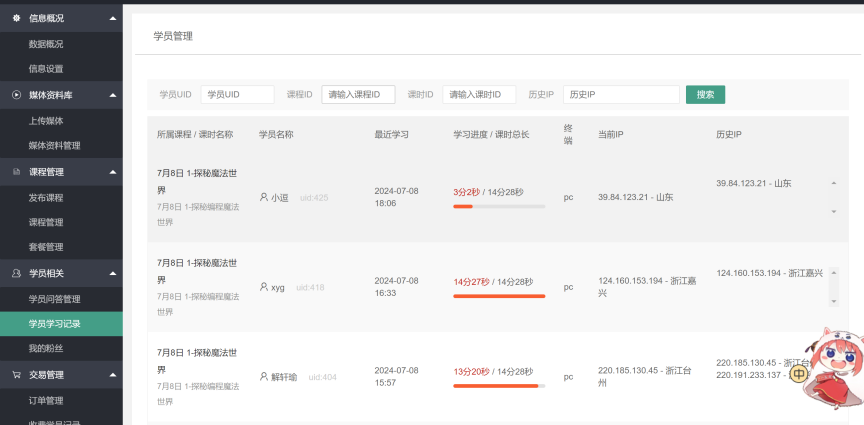 信息概况
数据概况
信息设置
媒体资料库
上传媒体
媒体资料管理
课程管理
发布课程
课程管理
套餐管理
学员相关
学员问答管理
学员学习记录
我的粉丝
交易管理
订单管理
收费学员记录
学员管理
学员UID 学员UID 课程ID 请输入课程ID 课时ID 请输入课时ID 历史IP 历史IP 搜索
所属课程 / 课时名称 学员名称 最近学习 学习进度 / 课时总长 终端 当前IP 历史IP
7月8日 1-探秘魔法世
界
7月8日 1-探秘编程魔法
世界
小逗 uid:425
2024-07-08
18:06
3分2秒 / 14分28秒
pc
39.84.123.21 - 山东
39.84.123.21 - 山东
7月8日 1-探秘魔法世
界
7月8日 1-探秘编程魔法
世界
xyg uid:418
2024-07-08
16:33
14分27秒 / 14分28秒
pc
124.160.153.194 - 浙江嘉
兴
124.160.153.194 - 浙江嘉兴
7月8日 1-探秘魔法世
界
7月8日 1-探秘编程魔法
世界
解轩瑜 uid:404
2024-07-08
15:57
13分20秒 / 14分28秒
pc
220.185.130.45 - 浙江台
州
220.185.130.45 - 浙江台
220.191.233.137 -
中